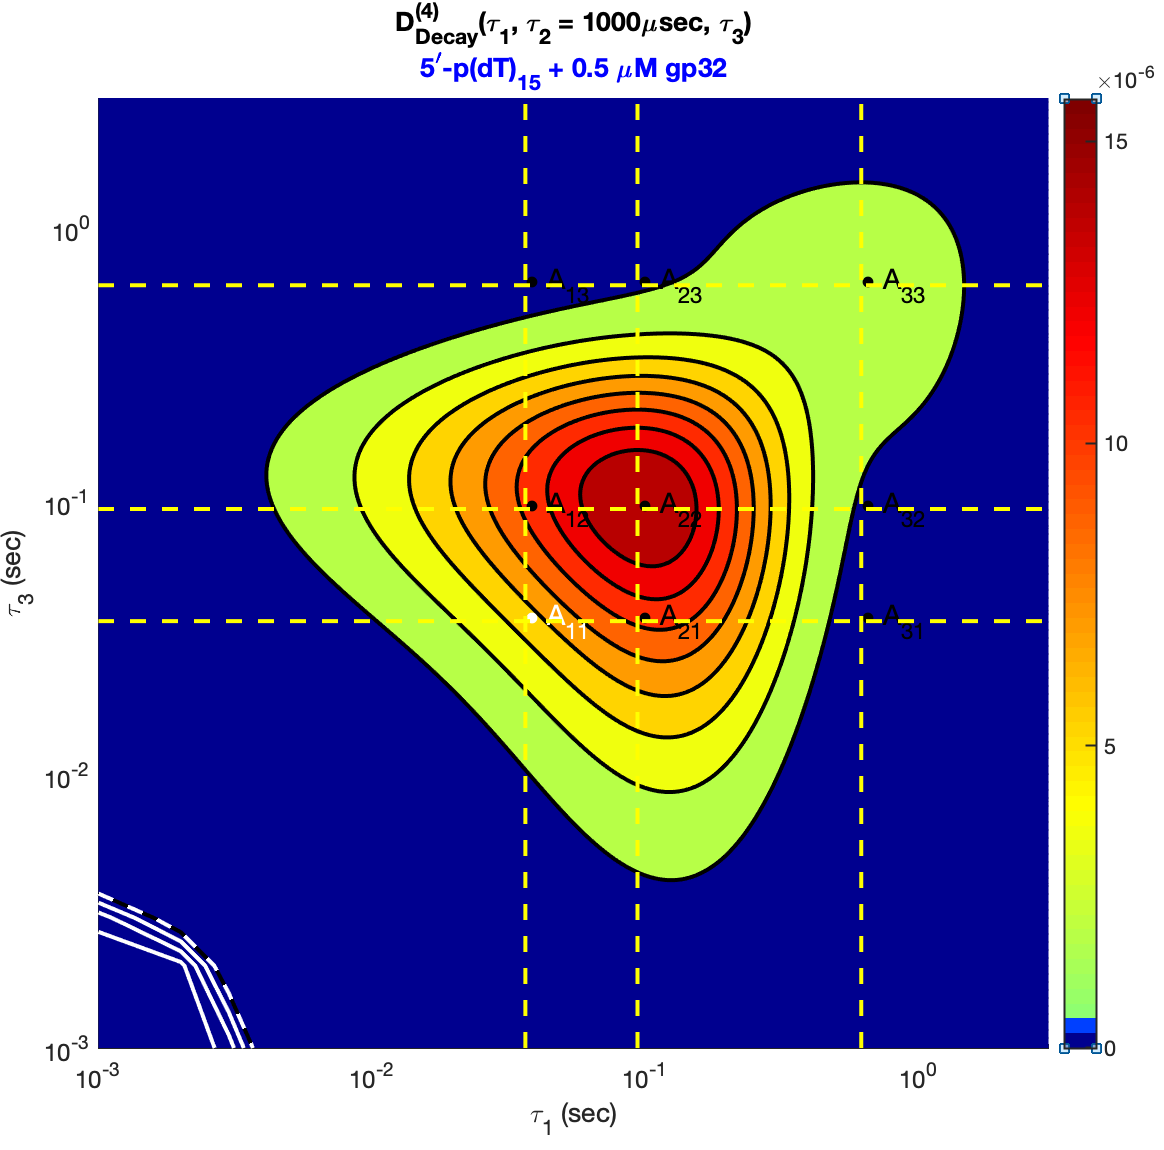 D(4)Decay(τ1, τ2 = 1000μsec, τ3)
5′-p(dT)15 + 0.5 μM gp32
×10-6
15
10
5
0
100
10-1
10-2
10-3
τ3 (sec)
A13
A23
A33
A12
A22
A32
A11
A21
A31
10-3
10-2
10-1
100
τ1 (sec)